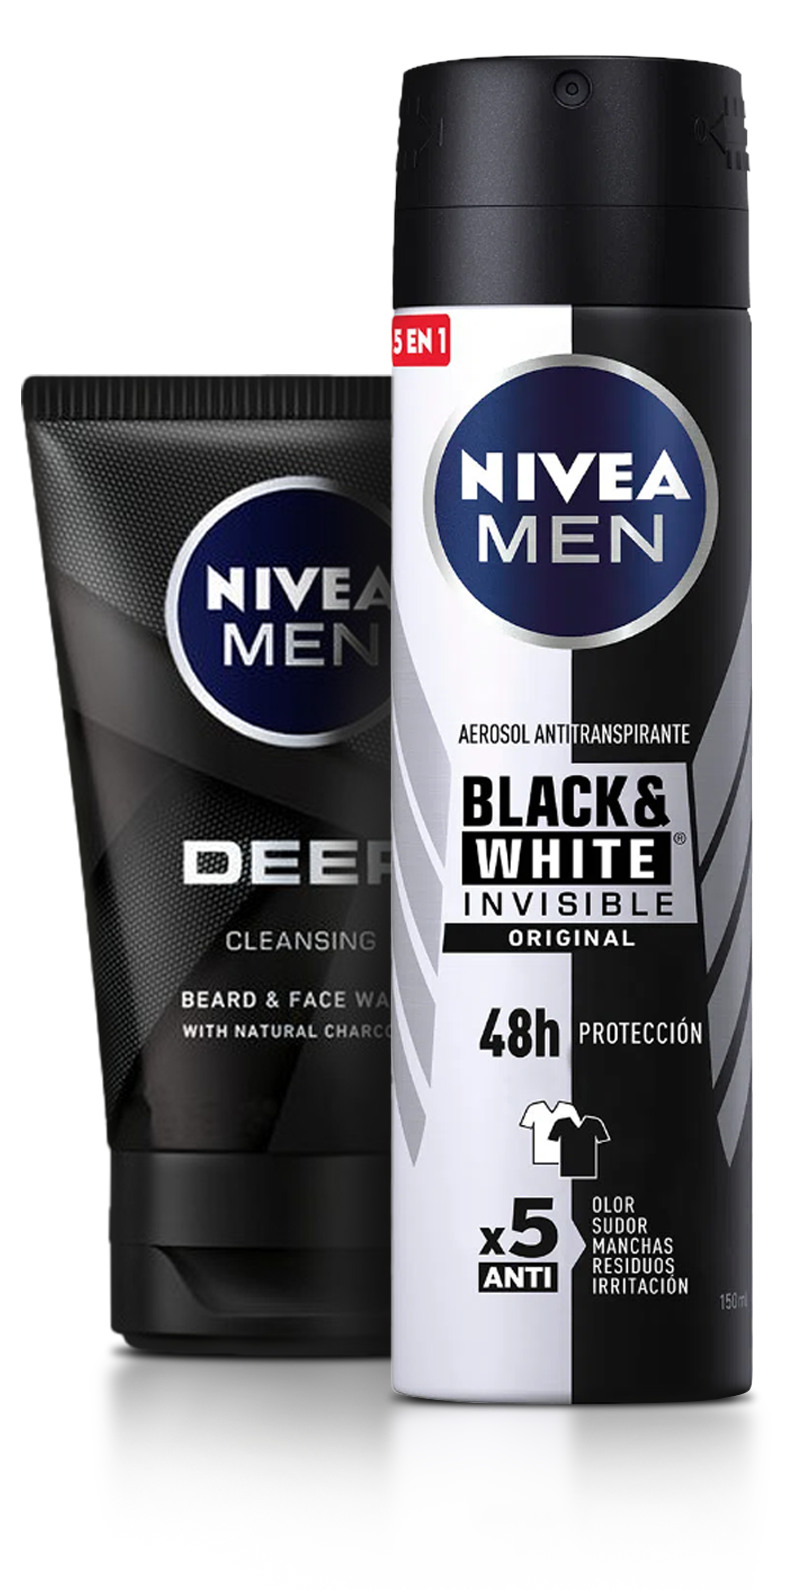 NIVEA
MEN
DEEP
CLEANSING
BEARD & FACE WA
WITH NATURAL CHARCO
5 EN 1
NIVEA
MEN
AEROSOL ANTITRANSPIRANTE
BLACK &
WHITE®
INVISIBLE
ORIGINAL
48h PROTECCIÓN
x5
ANTI
OLOR
SUDOR
MANCHAS
RESIDUOS
IRRITACIÓN
150 ml